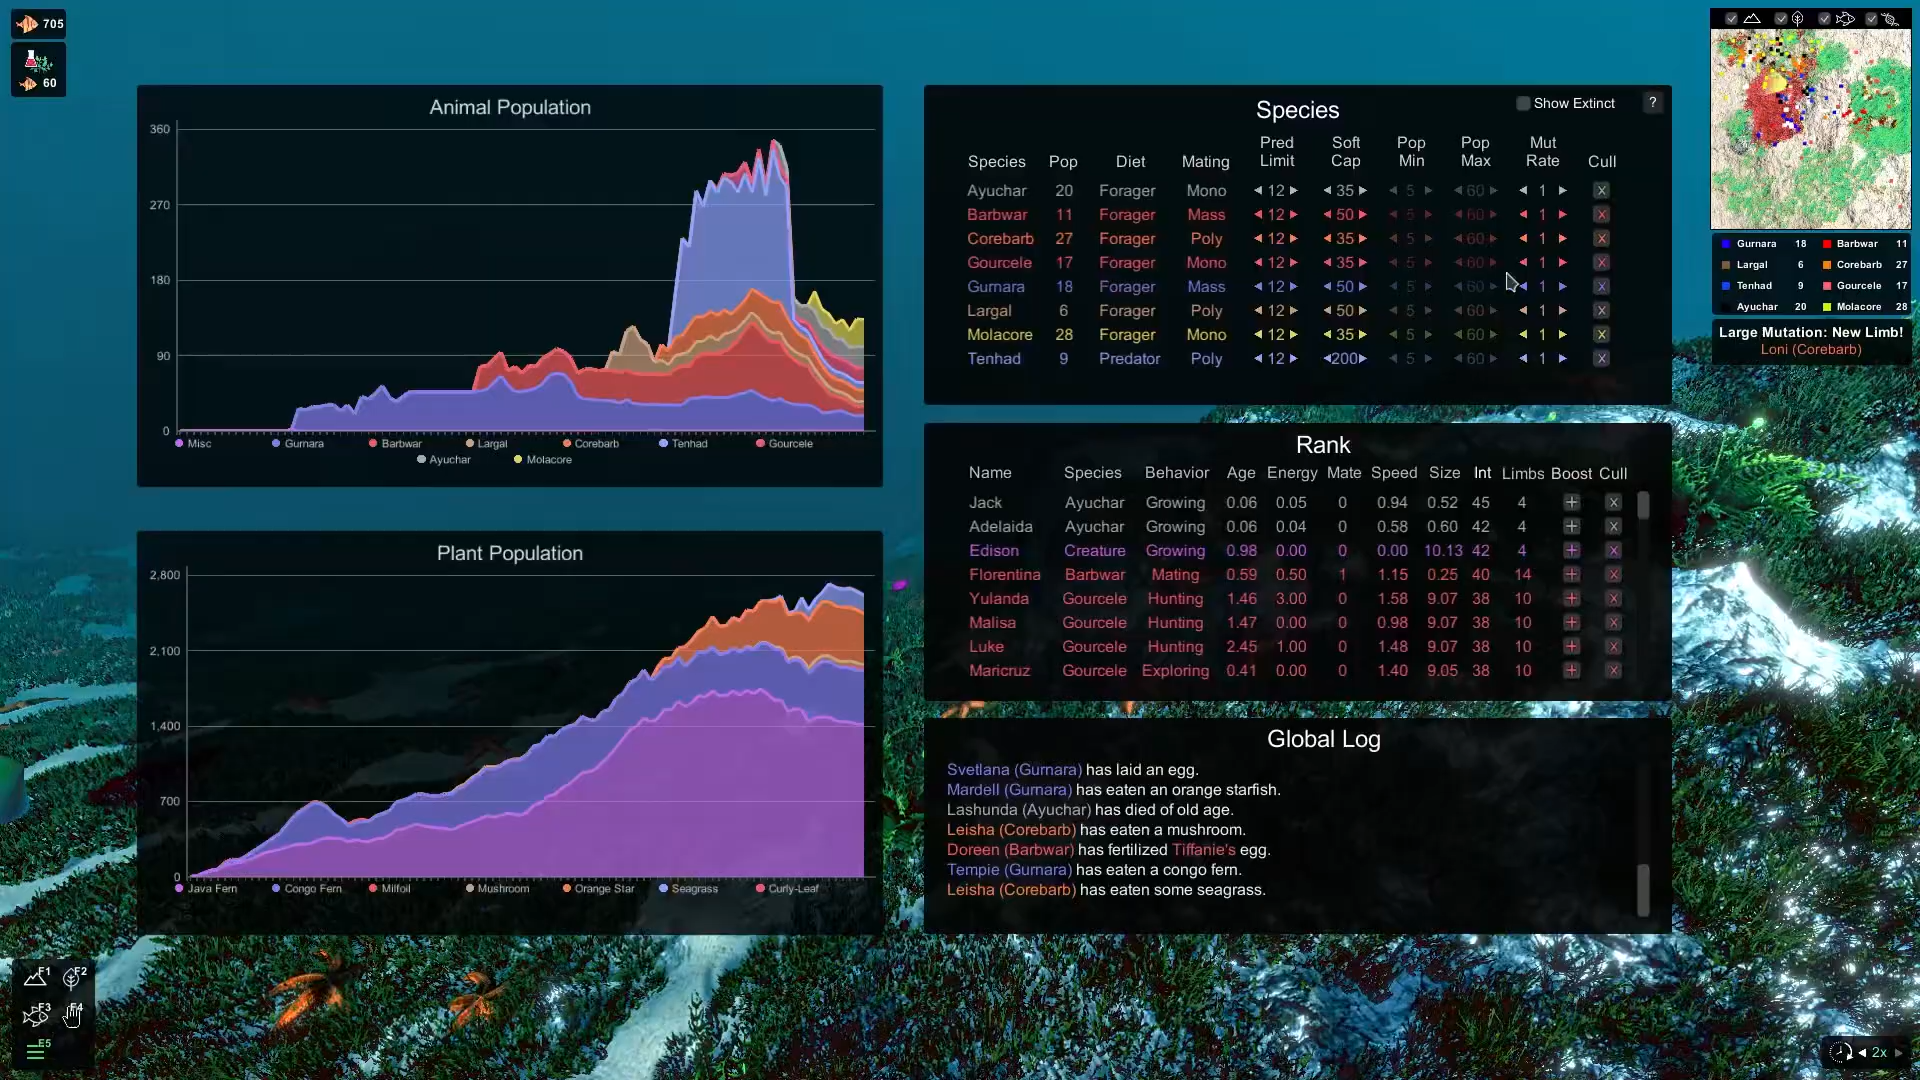 705
60
Animal Population
360
270
180
90
0
Misc Gurnara Barbwar Largal Corebarb Tenhad Gourcele
Ayuchar Molacore
Plant Population
2,800
2,100
1,400
700
0
Java Fern Congo Fern Milfoil Mushroom Orange Star Seagrass Curly-Leaf
Species
Show Extinct
?
Species Pop Diet Mating Pred Limit Soft Cap Pop Min Pop Max Mut Rate Cull
Ayuchar 20 Forager Mono 12 35 5 60 1 X
Barbwar 11 Forager Mass 12 50 5 60 1 X
Corebarb 27 Forager Poly 12 35 5 60 1 X
Gourcele 17 Forager Mono 12 35 5 60 1 X
Gurnara 18 Forager Mass 12 50 5 60 1 X
Largal 6 Forager Poly 12 50 5 60 1 X
Molacore 28 Forager Mono 12 35 5 60 1 X
Tenhad 9 Predator Poly 12 200 5 60 1 X
Rank
Name Species Behavior Age Energy Mate Speed Size Int Limbs Boost Cull
Jack Ayuchar Growing 0.06 0.05 0 0.94 0.52 45 4 + X
Adelaida Ayuchar Growing 0.06 0.04 0 0.58 0.60 42 4 + X
Edison Creature Growing 0.98 0.00 0 0.00 10.13 42 4 + X
Florentina Barbwar Mating 0.59 0.50 1 1.15 0.25 40 14 + X
Yulanda Gourcele Hunting 1.46 3.00 0 1.58 9.07 38 10 + X
Malisa Gourcele Hunting 1.47 0.00 0 0.98 9.07 38 10 + X
Luke Gourcele Hunting 2.45 1.00 0 1.48 9.07 38 10 + X
Maricruz Gourcele Exploring 0.41 0.00 0 1.40 9.05 38 10 + X
Global Log
Svetlana (Gurnara) has laid an egg.
Mardell (Gurnara) has eaten an orange starfish.
Lashunda (Ayuchar) has died of old age.
Leisha (Corebarb) has eaten a mushroom.
Doreen (Barbwar) has fertilized Tiffanie's egg.
Tempie (Gurnara) has eaten a congo fern.
Leisha (Corebarb) has eaten some seagrass.
Gurnara 18 Barbwar 11
Largal 6 Corebarb 27
Tenhad 9 Gourcele 17
Ayuchar 20 Molacore 28
Large Mutation: New Limb!
Loni (Corebarb)
F1 F2
F3 F4
F5
2x